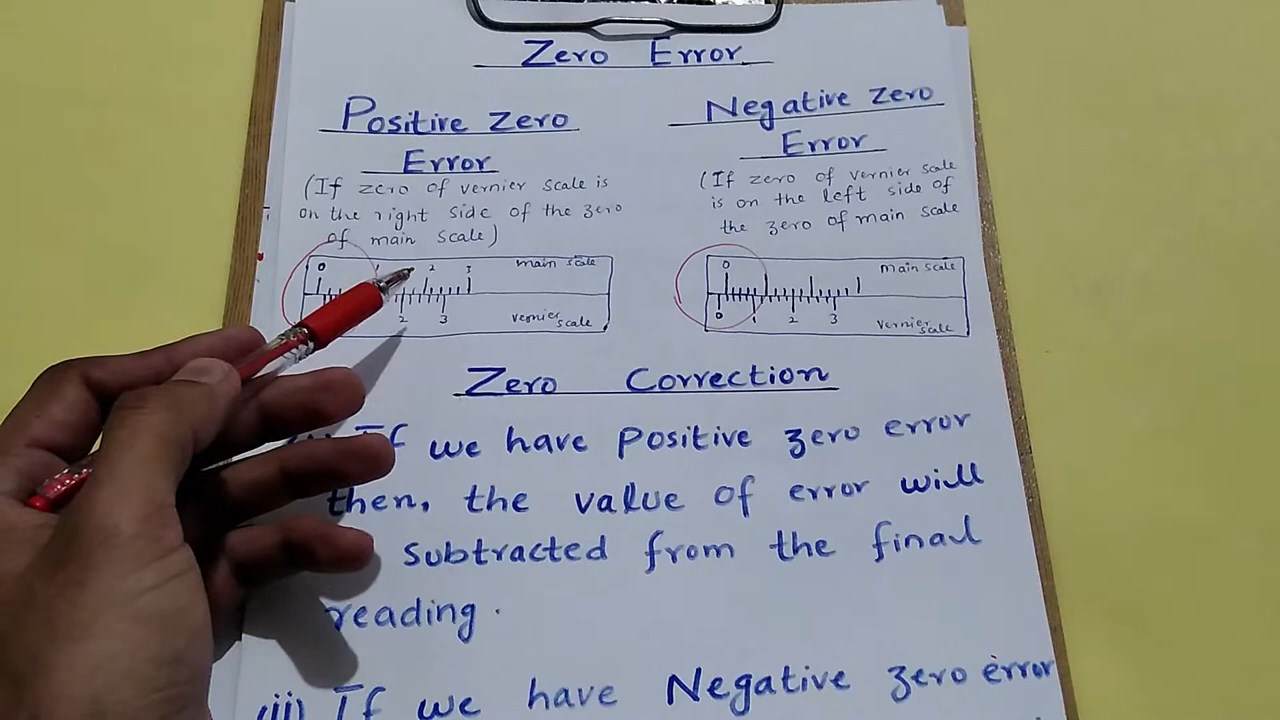 Zero Error
Positive Zero
Error
(If zero of vernier scale is
on the right side of the zero
of main scale)
0 2 3 main scale
2 3 vernier scale
Negative Zero
Error
(If zero of vernier scale
is on the left side of
the zero of main scale
0 main scale
0 1 2 3 vernier scale
Zero Correction
If we have positive zero error
then, the value of error will
subtracted from the final
reading.
(ii) If we have Negative zero error